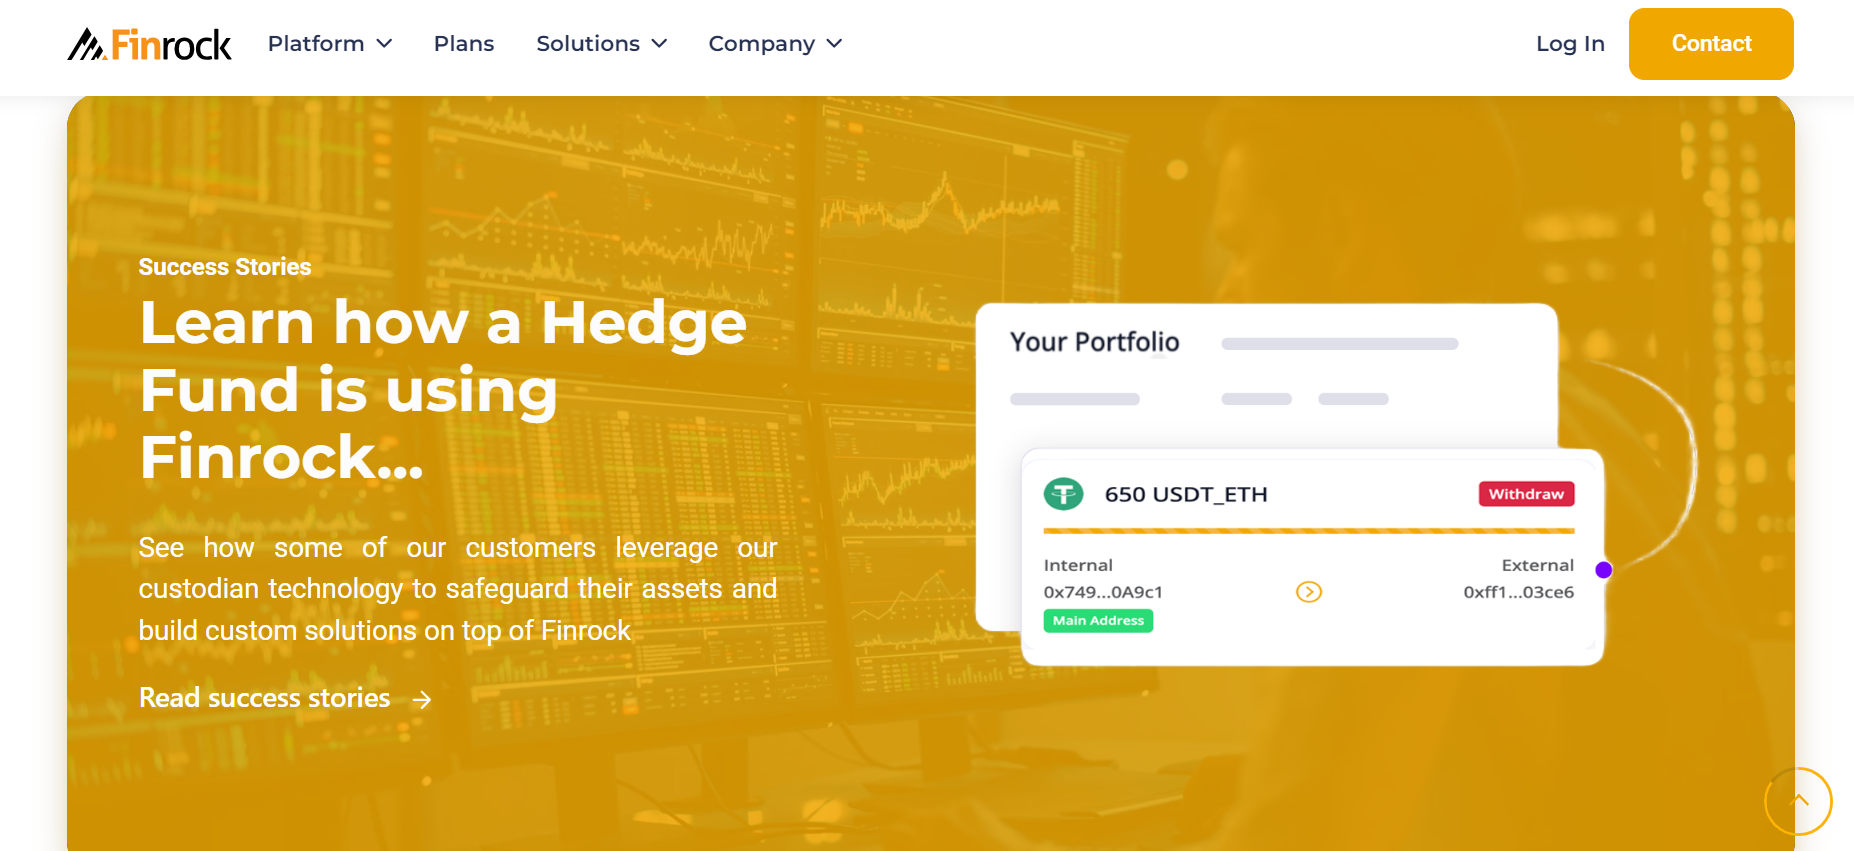 Finrock Platform Plans Solutions Company Log In Contact
Success Stories
Learn how a Hedge
Fund is using
Finrock...
See how some of our customers leverage our
custodian technology to safeguard their assets and
build custom solutions on top of Finrock
Read success stories →
Your Portfolio
650 USDT_ETH Withdraw
Internal External
0x749...0A9c1 0xff1...03ce6
Main Address